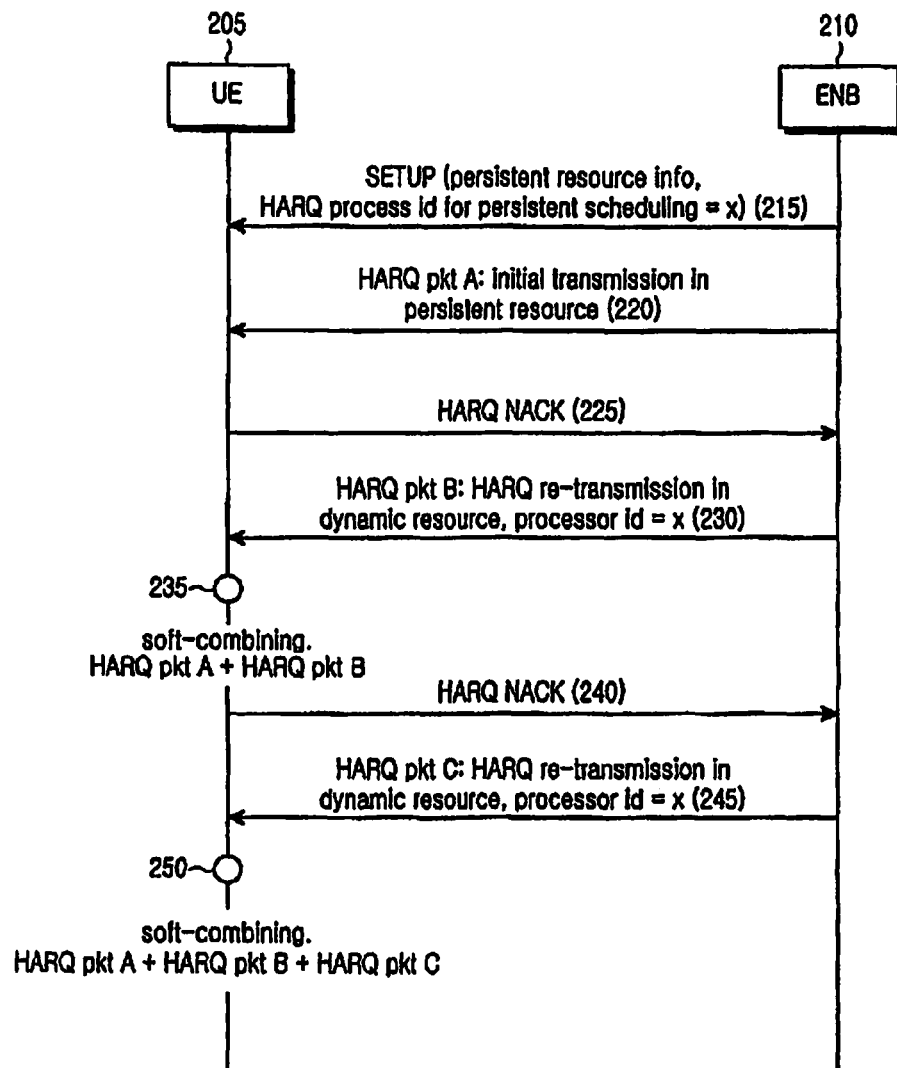 205
210
UE
ENB
SETUP (persistent resource info,
HARQ process id for persistent scheduling = x) (215)
HARQ pkt A: initial transmission in
persistent resource (220)
HARQ NACK (225)
HARQ pkt B: HARQ re-transmission in
dynamic resource, processor id = x (230)
235
soft-combining.
HARQ pkt A + HARQ pkt B
HARQ NACK (240)
HARQ pkt C: HARQ re-transmission in
dynamic resource, processor id = x (245)
250
soft-combining.
HARQ pkt A + HARQ pkt B + HARQ pkt C